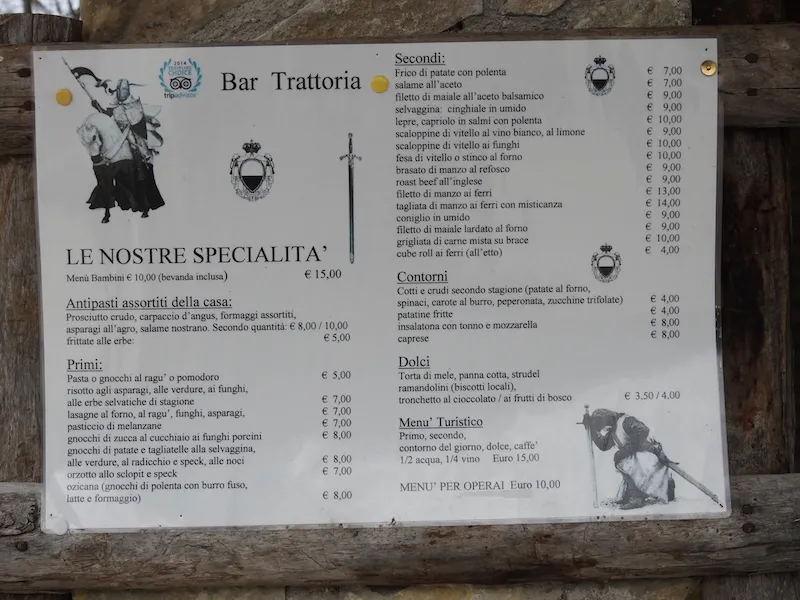 2014
TRAVELERS'
CHOICE
tripadvisor
Bar Trattoria
LE NOSTRE SPECIALITA’
Menù Bambini € 10,00 (bevanda inclusa) € 15,00
Antipasti assortiti della casa:
Prosciutto crudo, carpaccio d'angus, formaggi assortiti,
asparagi all'agro, salame nostrano. Secondo quantità: € 8,00 / 10,00
frittate alle erbe: € 5,00
Primi:
Pasta o gnocchi al ragu' o pomodoro € 5,00
risotto agli asparagi, alle verdure, ai funghi,
alle erbe selvatiche di stagione € 7,00
lasagne al forno, al ragu', funghi, asparagi, € 7,00
pasticcio di melanzane € 7,00
gnocchi di zucca al cucchiaio ai funghi porcini € 8,00
gnocchi di patate e tagliatelle alla selvaggina,
alle verdure, al radicchio e speck, alle noci € 8,00
orzotto allo sclopit e speck € 7,00
ozicana (gnocchi di polenta con burro fuso,
latte e formaggio) € 8,00
Secondi:
Frico di patate con polenta € 7,00
salame all'aceto € 7,00
filetto di maiale all'aceto balsamico € 9,00
selvaggina: cinghiale in umido € 9,00
lepre, capriolo in salmi con polenta € 10,00
scaloppine di vitello al vino bianco, al limone € 9,00
scaloppine di vitello ai funghi € 10,00
fesa di vitello o stinco al forno € 10,00
brasato di manzo al refosco € 9,00
roast beef all'inglese € 9,00
filetto di manzo ai ferri € 13,00
tagliata di manzo ai ferri con misticanza € 14,00
coniglio in umido € 9,00
filetto di maiale lardato al forno € 9,00
grigliata di carne mista su brace € 10,00
cube roll ai ferri (all'etto) € 4,00
Contorni
Cotti e crudi secondo stagione (patate al forno,
spinaci, carote al burro, peperonata, zucchine trifolate) € 4,00
patatine fritte € 4,00
insalatona con tonno e mozzarella € 8,00
caprese € 8,00
Dolci
Torta di mele, panna cotta, strudel
ramandolini (biscotti locali),
tronchetto al cioccolato / ai frutti di bosco € 3.50 / 4,00
Menu' Turistico
Primo, secondo,
contorno del giorno, dolce, caffe'
1/2 acqua, 1/4 vino Euro 15,00
MENU' PER OPERAI Euro 10,00